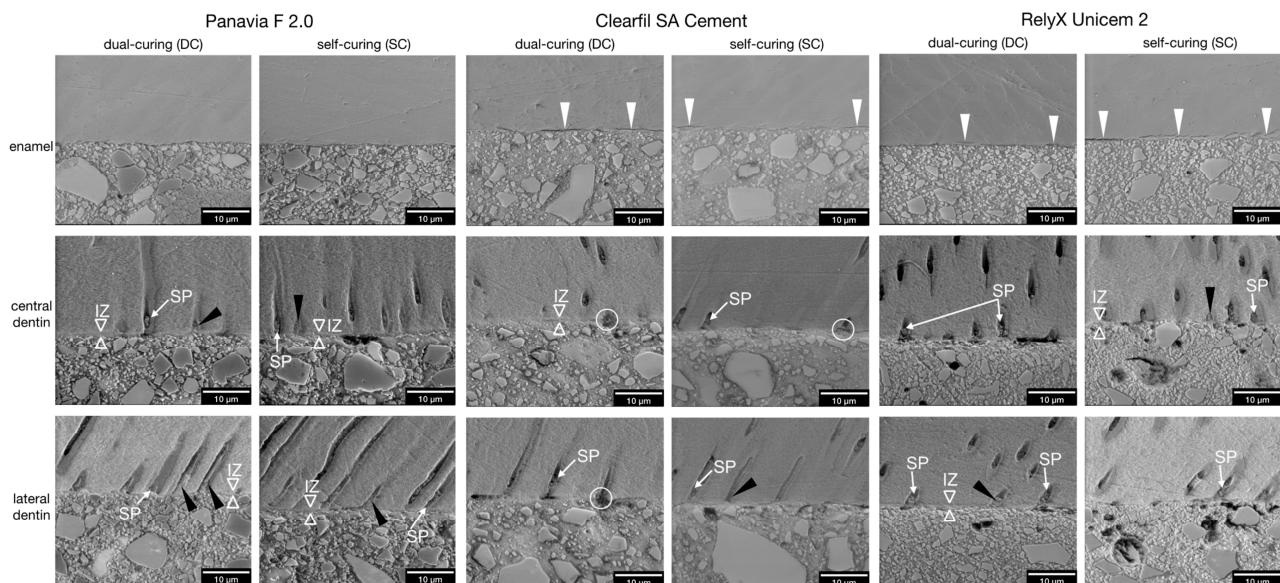 Panavia F 2.0 Clearfil SA Cement RelyX Unicem 2
dual-curing (DC) self-curing (SC) dual-curing (DC) self-curing (SC) dual-curing (DC) self-curing (SC)
enamel
10 µm 10 µm 10 µm 10 µm 10 µm 10 µm
central
dentin
IZ SP SP IZ IZ SP SP IZ SP
10 µm 10 µm 10 µm 10 µm 10 µm 10 µm
lateral
dentin
SP IZ IZ SP SP SP SP IZ SP SP
10 µm 10 µm 10 µm 10 µm 10 µm 10 µm